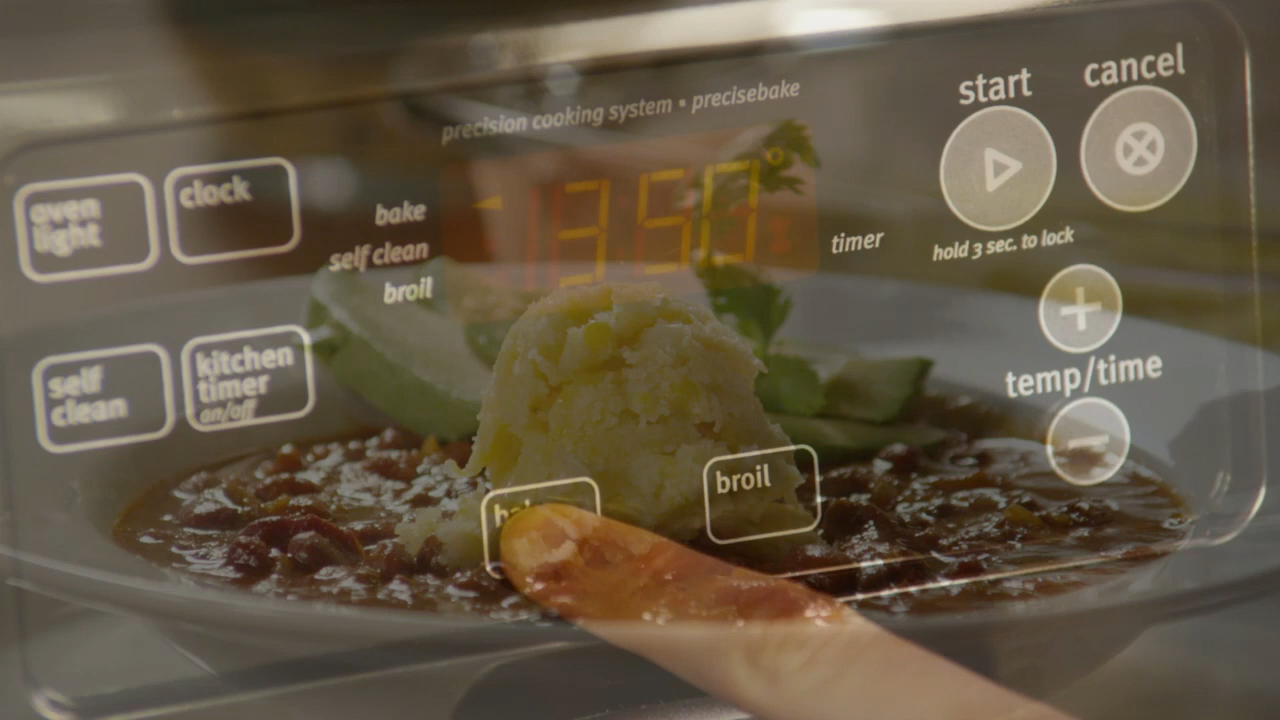 precision cooking system • precisebake
start
cancel
oven
light
clock
bake
self clean
broil
350°
timer
hold 3 sec. to lock
self
clean
kitchen
timer
on/off
temp/time
broil